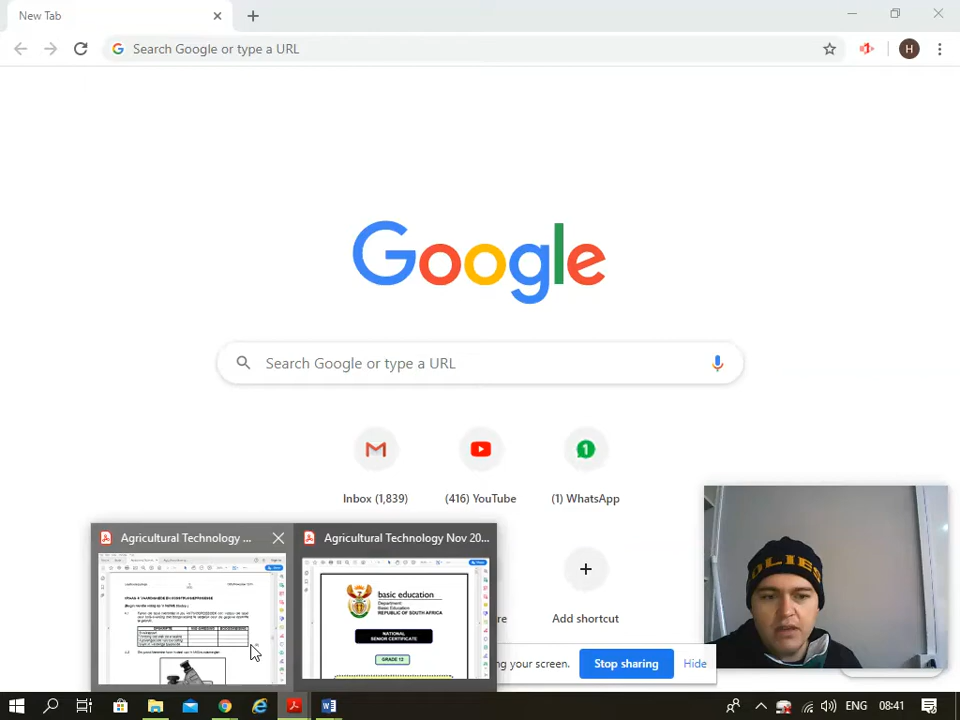 New Tab
Search Google or type a URL
H
Google
Search Google or type a URL
1
Inbox (1,839)
(416) YouTube
(1) WhatsApp
Add shortcut
Agricultural Technology ...
Agricultural Technology Nov 20...
basic education
Department:
Basic Education
REPUBLIC OF SOUTH AFRICA
NATIONAL
SENIOR CERTIFICATE
GRADE 12
ng your screen.
Stop sharing
Hide
OLIES
ENG
08:41